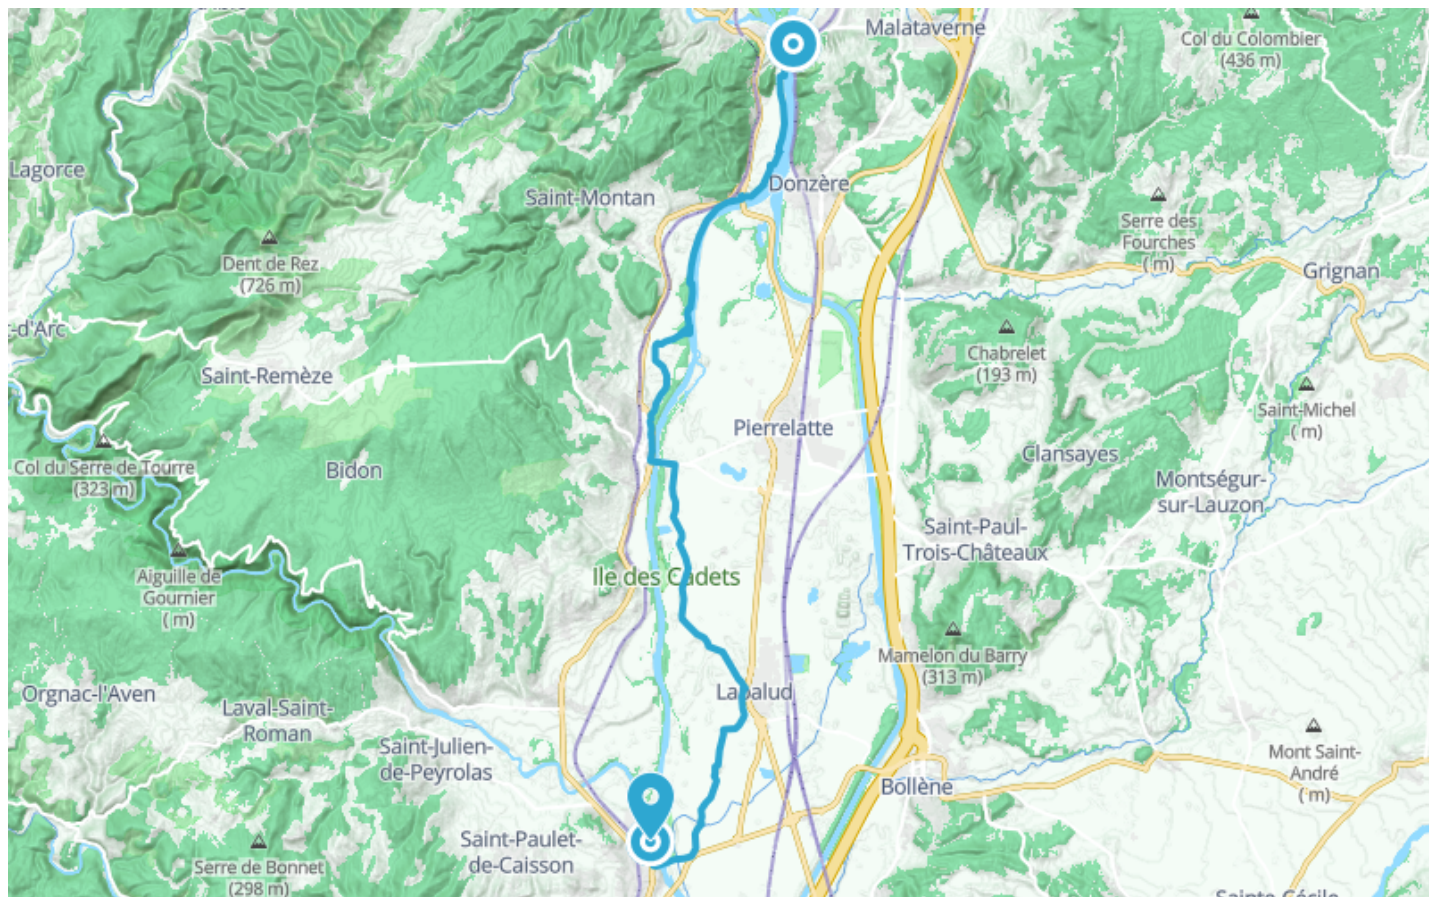 Malataverne
Col du Colombier
(436 m)
Lagorce
Saint-Montan
Donzère
Serre des
Fourches
( m)
Dent de Rez
(726 m)
Grignan
t-d'Arc
Chabrelet
(193 m)
Saint-Remèze
Saint-Michel
( m)
Pierrelatte
Col du Serre de Tourre
(323 m)
Bidon
Clansayes
Montségur-
sur-Lauzon
Saint-Paul-
Trois-Châteaux
Aiguille de
Gournier
( m)
Ile des Cadets
Mamelon du Barry
(313 m)
Orgnac-l'Aven
Lapalud
Laval-Saint-
Roman
Saint-Julien-
de-Peyrolas
Mont Saint-
André
( m)
Bollène
Saint-Paulet-
de-Caisson
Serre de Bonnet
(298 m)
Sainte-Cécile-